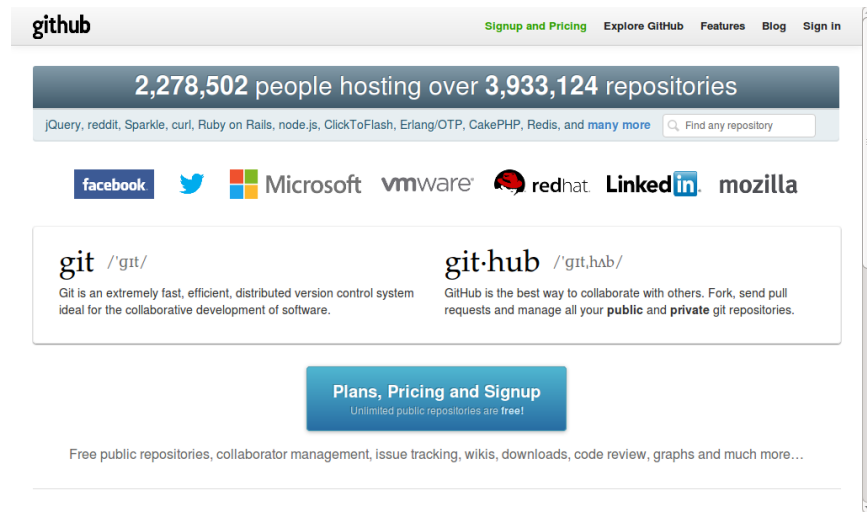 github
Signup and Pricing Explore GitHub Features Blog Sign in
2,278,502 people hosting over 3,933,124 repositories
jQuery, reddit, Sparkle, curl, Ruby on Rails, node.js, ClickToFlash, Erlang/OTP, CakePHP, Redis, and many more Find any repository
facebook Microsoft vmware redhat. Linkedin. mozilla
git /'gɪt/
Git is an extremely fast, efficient, distributed version control system
ideal for the collaborative development of software.
git·hub /'gɪt,hʌb/
GitHub is the best way to collaborate with others. Fork, send pull
requests and manage all your public and private git repositories.
Plans, Pricing and Signup
Unlimited public repositories are free!
Free public repositories, collaborator management, issue tracking, wikis, downloads, code review, graphs and much more…